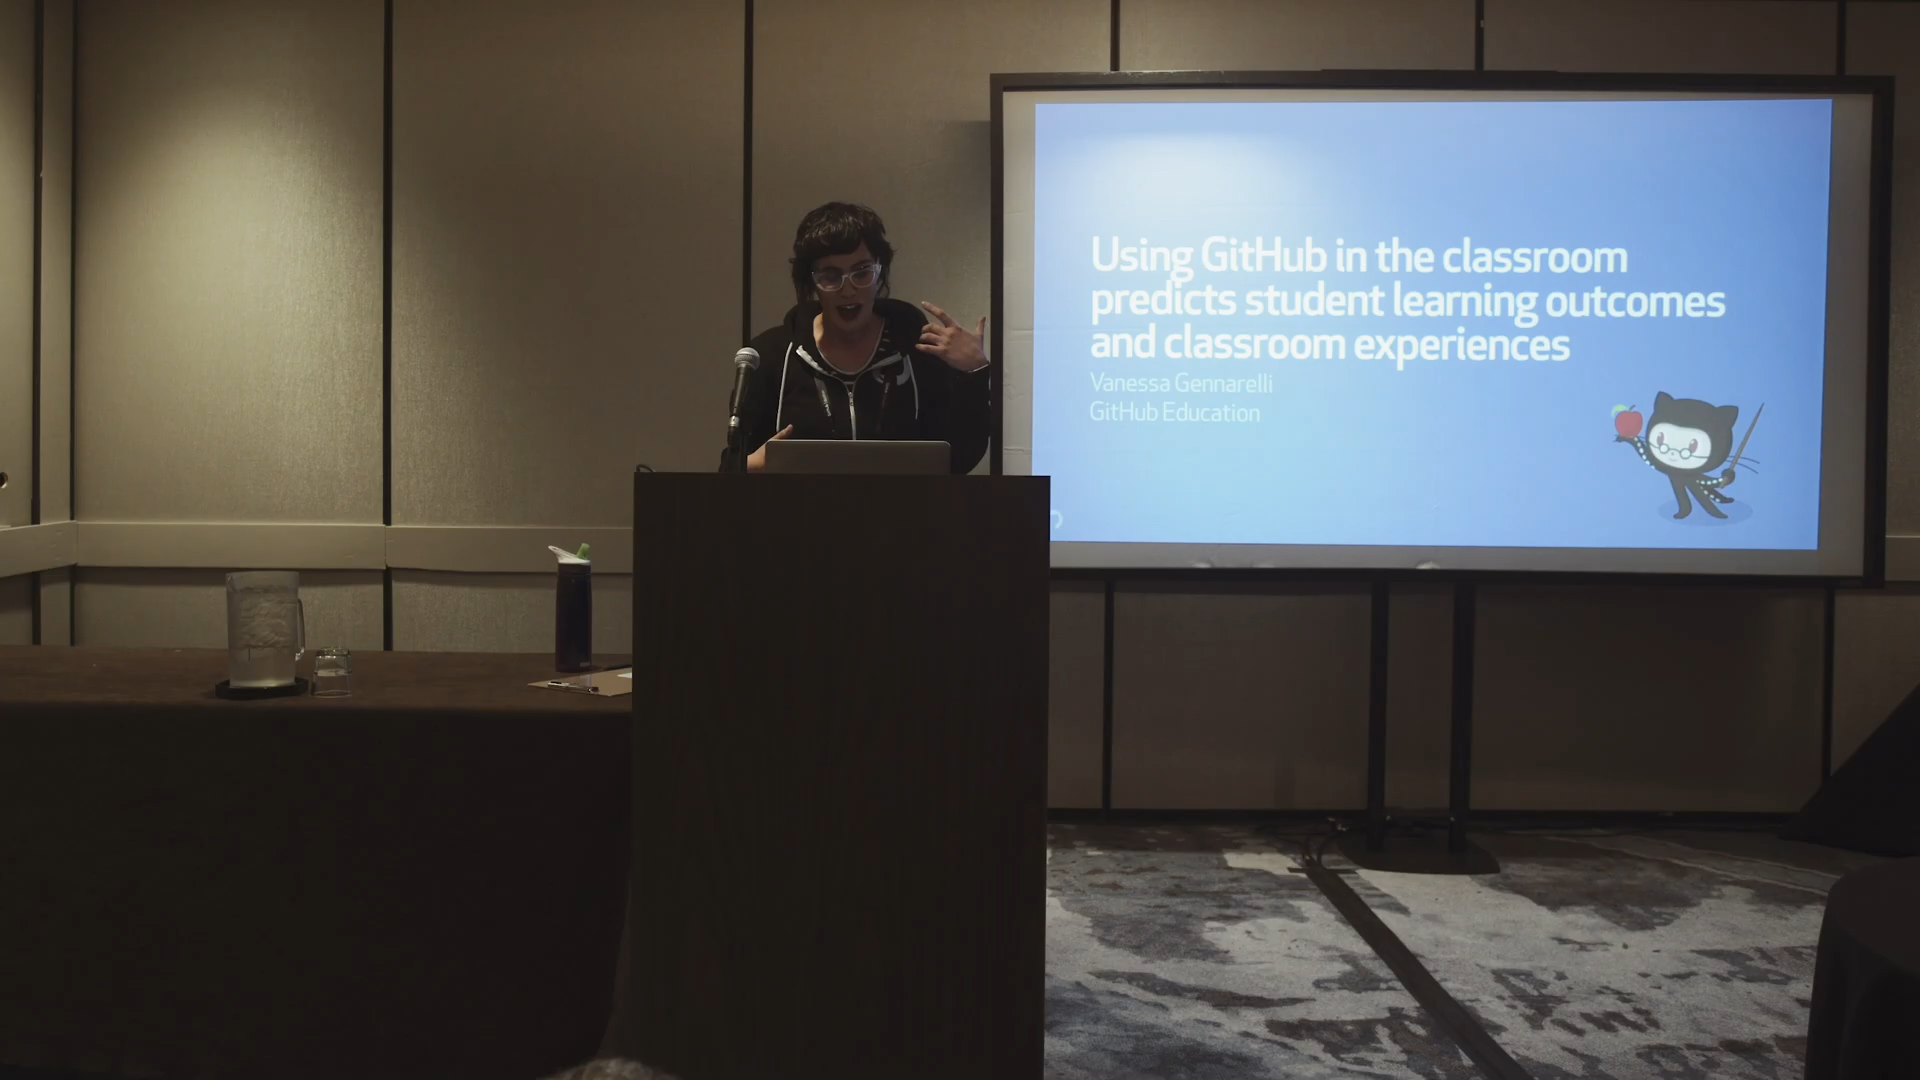 Using GitHub in the classroom
predicts student learning outcomes
and classroom experiences
Vanessa Gennarelli
GitHub Education